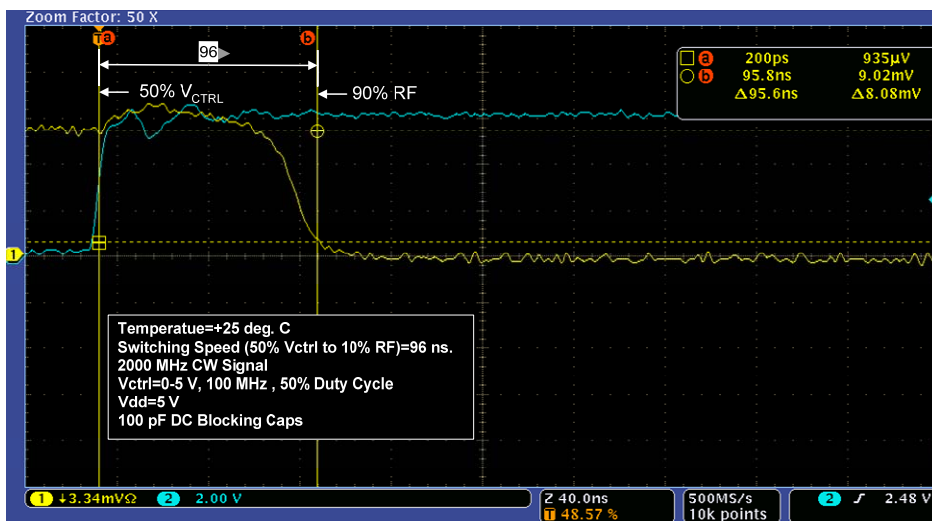 Zoom Factor: 50 X
T a b
96
50% VCTRL
90% RF
a 200ps 935µV
b 95.8ns 9.02mV
Δ95.6ns Δ8.08mV
1
Temperatue=+25 deg. C
Switching Speed (50% Vctrl to 10% RF)=96 ns.
2000 MHz CW Signal
Vctrl=0-5 V, 100 MHz , 50% Duty Cycle
Vdd=5 V
100 pF DC Blocking Caps
1 ↓3.34mVΩ 2 2.00 V
Z 40.0ns
T 48.57 %
500MS/s
10k points
2 2.48 V